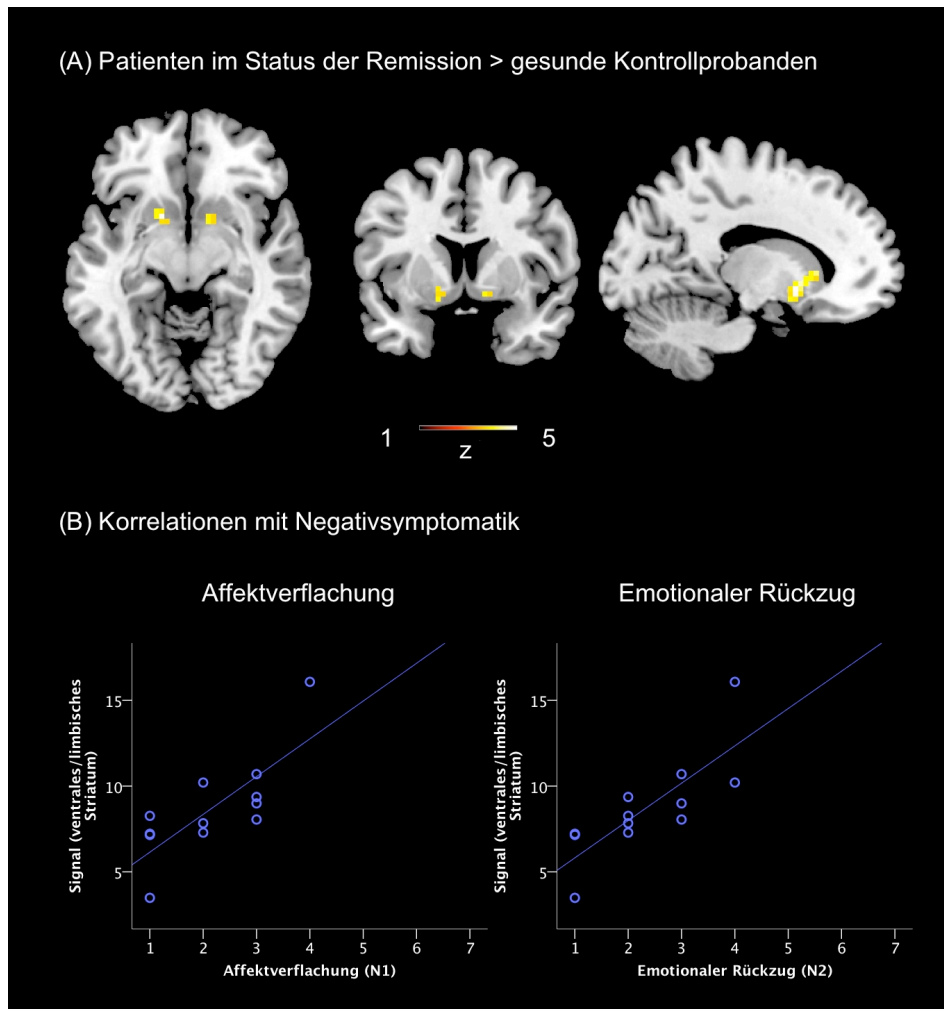 (A) Patienten im Status der Remission > gesunde Kontrollprobanden
1 5
z
(B) Korrelationen mit Negativsymptomatik
Affektverflachung
Signal (ventrales/limbisches
Striatum)
15
10
5
1 2 3 4 5 6 7
Affektverflachung (N1)
Emotionaler Rückzug
Signal (ventrales/limbisches
Striatum)
15
10
5
1 2 3 4 5 6 7
Emotionaler Rückzug (N2)